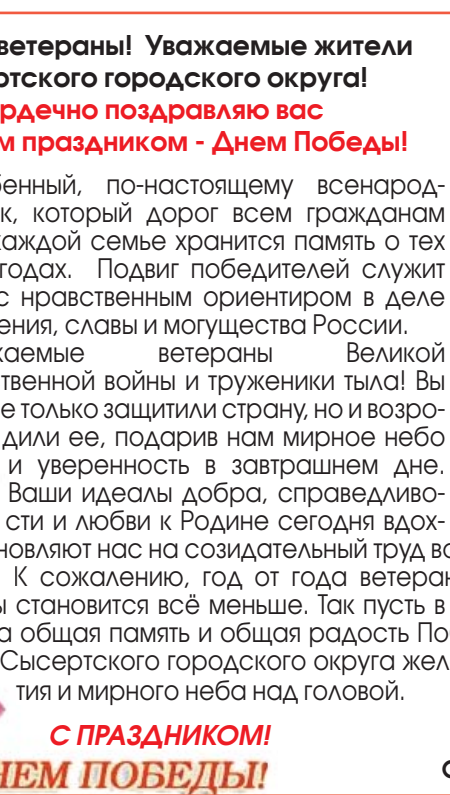 ветераны! Уважаемые жители
ртского городского округа!
рдечно поздравляю вас
м праздником - Днем Победы!
бенный, по-настоящему всенарод-
к, который дорог всем гражданам
каждой семье хранится память о тех
годах. Подвиг победителей служит
с нравственным ориентиром в деле
ения, славы и могущества России.
жаемые ветераны Великой
ственной войны и труженики тыла! Вы
е только защитили страну, но и возро-
дили ее, подарив нам мирное небо
и уверенность в завтрашнем дне.
Ваши идеалы добра, справедливо-
сти и любви к Родине сегодня вдох-
новляют нас на созидательный труд во
К сожалению, год от года ветеран
ы становится всё меньше. Так пусть в
а общая память и общая радость Поб
Сысертского городского округа жел
тия и мирного неба над головой.
С ПРАЗДНИКОМ!
НЕМ ПОБЕДЫ!